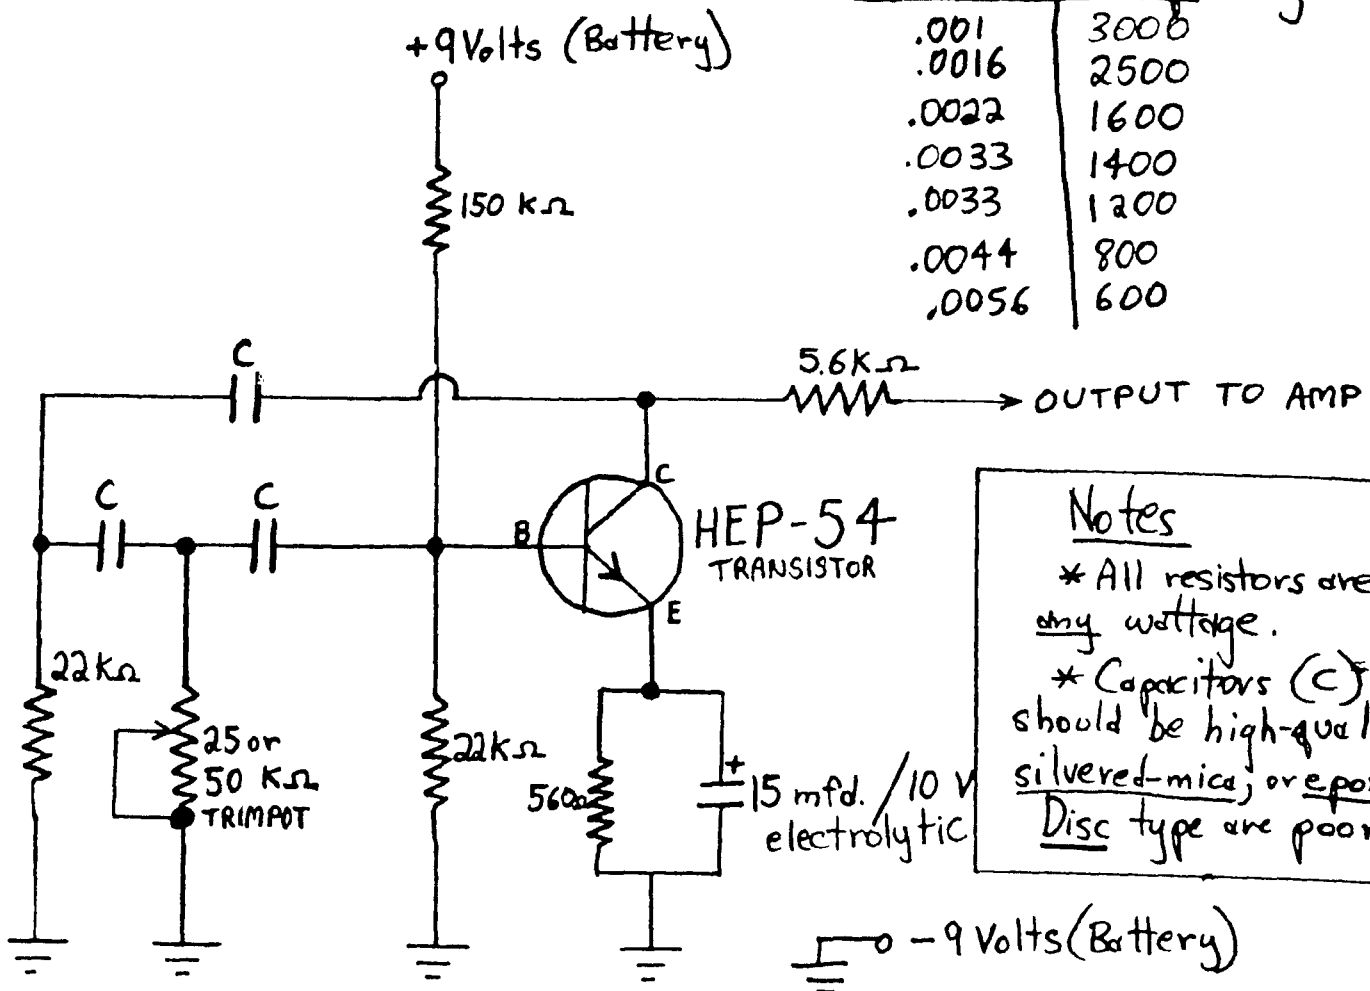 +9Volts (Battery)
.001 3000
.0016 2500
.0022 1600
.0033 1400
.0033 1200
.0044 800
.0056 600
150 KΩ
C
5.6KΩ
OUTPUT TO AMP
C
C
B
C
E
HEP-54
TRANSISTOR
22KΩ
25 or
50 KΩ
TRIMPOT
22KΩ
560Ω
+
15 mfd./10 V
electrolytic
Notes
* All resistors are
any wattage.
* Capacitors (C)
should be high-qual
silvered-mica, or epo
Disc type are poor
-9 Volts (Battery)